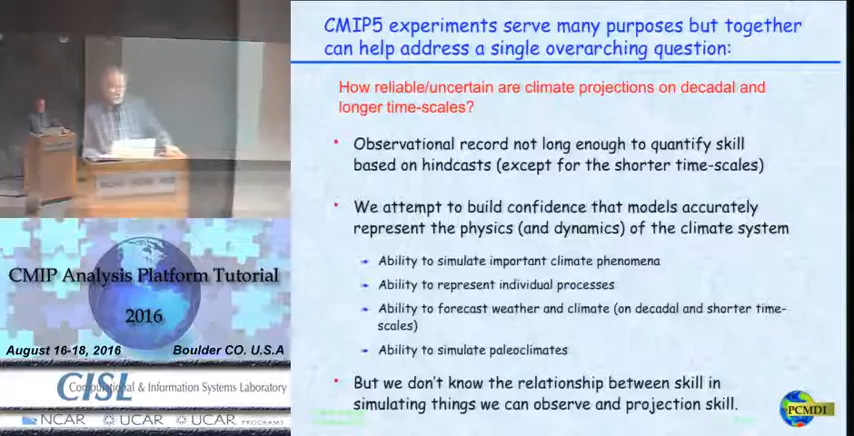 CMIP5 experiments serve many purposes but together
can help address a single overarching question:
How reliable/uncertain are climate projections on decadal and
longer time-scales?
Observational record not long enough to quantify skill
based on hindcasts (except for the shorter time-scales)
We attempt to build confidence that models accurately
represent the physics (and dynamics) of the climate system
Ability to simulate important climate phenomena
Ability to represent individual processes
Ability to forecast weather and climate (on decadal and shorter time-
scales)
Ability to simulate paleoclimates
But we don't know the relationship between skill in
simulating things we can observe and projection skill.
PCMDI
CMIP Analysis Platform Tutorial
2016
August 16-18, 2016 Boulder CO. U.S.A
CISL
Computational & Information Systems Laboratory
NCAR UCAR UCAR PROGRAMS